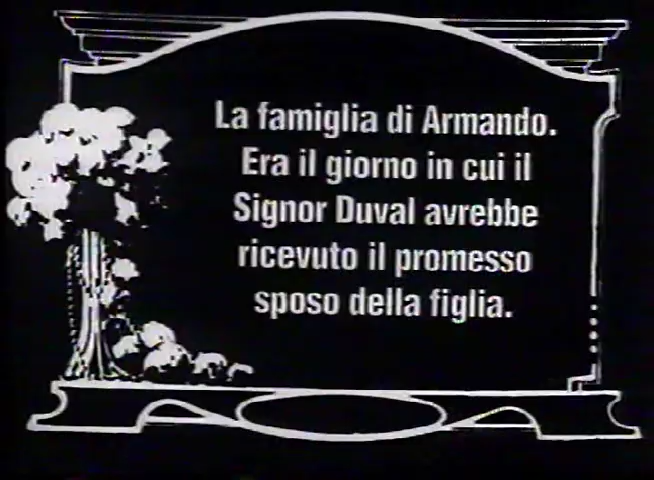 La famiglia di Armando.
Era il giorno in cui il
Signor Duval avrebbe
ricevuto il promesso
sposo della figlia.